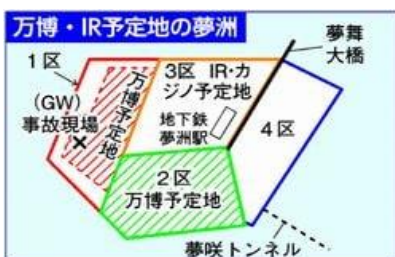 万博・IR予定地の夢洲
夢舞
大橋
1区
(GW)
事故現場
万博予定地
3区 IR・カ
ジノ予定地
地下鉄
夢洲駅
4区
2区
万博予定地
夢咲トンネル